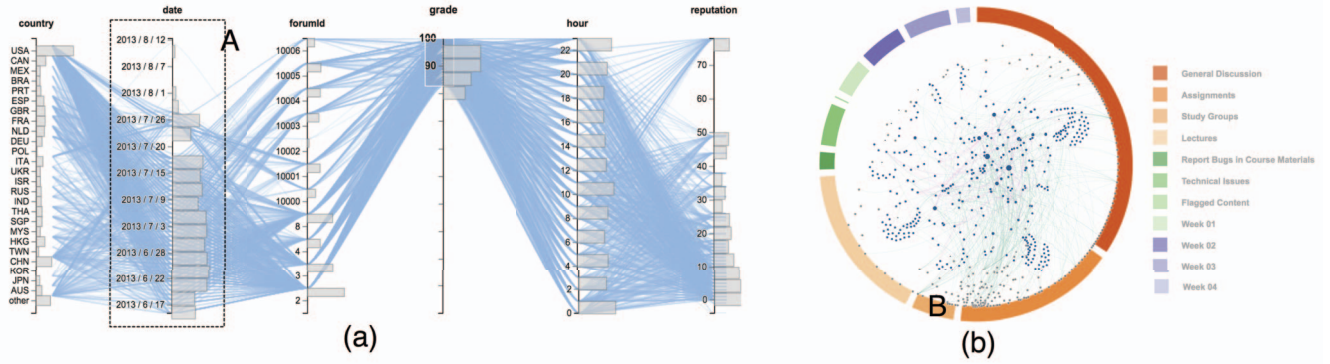 country
date
forumId
grade
hour
reputation
A
USA
CAN
MEX
BRA
PRT
ESP
GBR
FRA
NLD
DEU
POL
ITA
UKR
ISR
RUS
IND
THA
SGP
MYS
HKG
TWN
CHN
KOR
JPN
AUS
other
2013 / 8 / 12
2013 / 8 / 7
2013 / 8 / 1
2013 / 7 / 26
2013 / 7 / 20
2013 / 7 / 15
2013 / 7 / 9
2013 / 7 / 3
2013 / 6 / 28
2013 / 6 / 22
2013 / 6 / 17
10006
10005
10004
10003
10002
10001
10000
8
4
3
2
100
90
22
20
18
16
14
12
10
8
6
4
2
0
70
60
50
40
30
20
10
0
(a)
General Discussion
Assignments
Study Groups
Lectures
Report Bugs in Course Materials
Technical Issues
Flagged Content
Week 01
Week 02
Week 03
Week 04
B
(b)